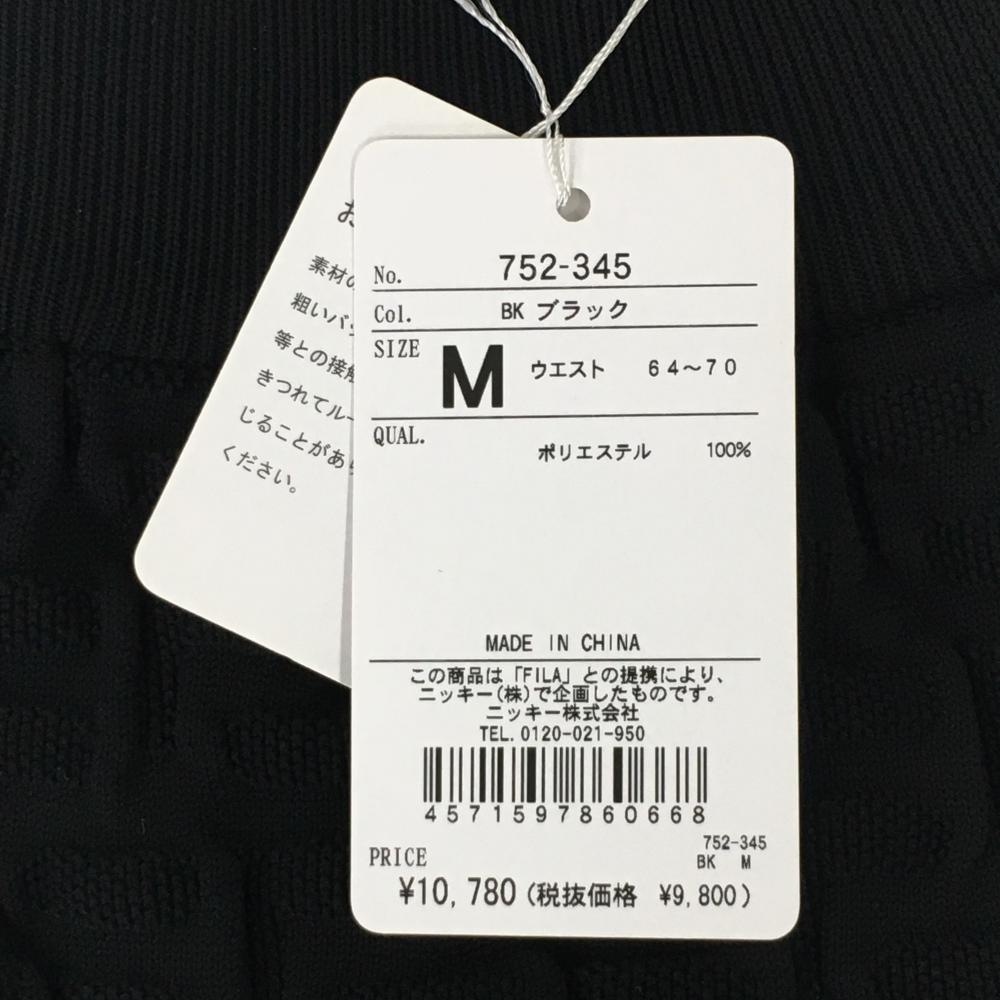 お
素材の
粗いバッ
等との接触
きつれてルー
じることがあ
ください。
No. 752-345
Col. BK ブラック
SIZE M ウエスト 64～70
QUAL. ポリエステル 100%
MADE IN CHINA
この商品は「FILA」との提携により、
ニッキー(株)で企画したものです。
ニッキー株式会社
TEL. 0120-021-950
4571597860668
752-345
BK M
PRICE
¥10,780 (税抜価格 ¥9,800)